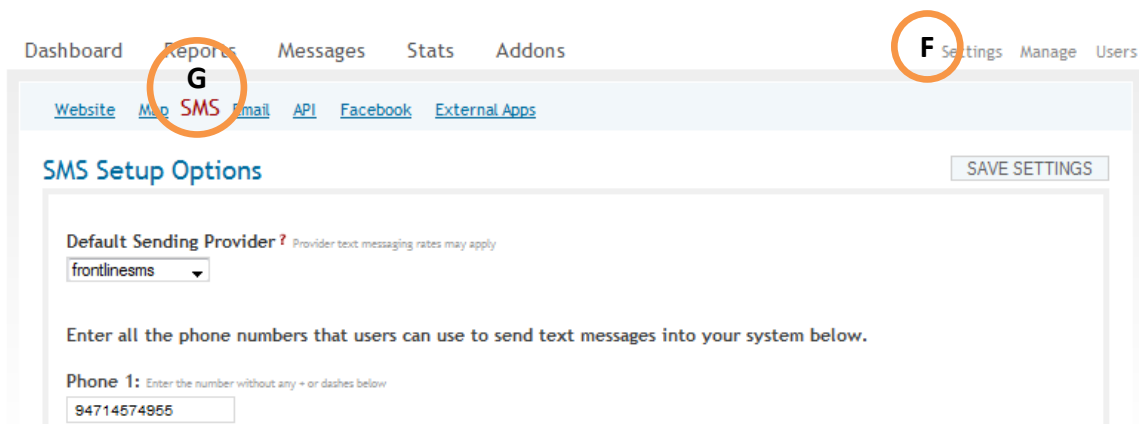 Dashboard Reports Messages Stats Addons F Settings Manage Users
G
Website Map SMS Email API Facebook External Apps
SMS Setup Options SAVE SETTINGS
Default Sending Provider ? Provider text messaging rates may apply
frontlinesms
Enter all the phone numbers that users can use to send text messages into your system below.
Phone 1: Enter the number without any + or dashes below
94714574955